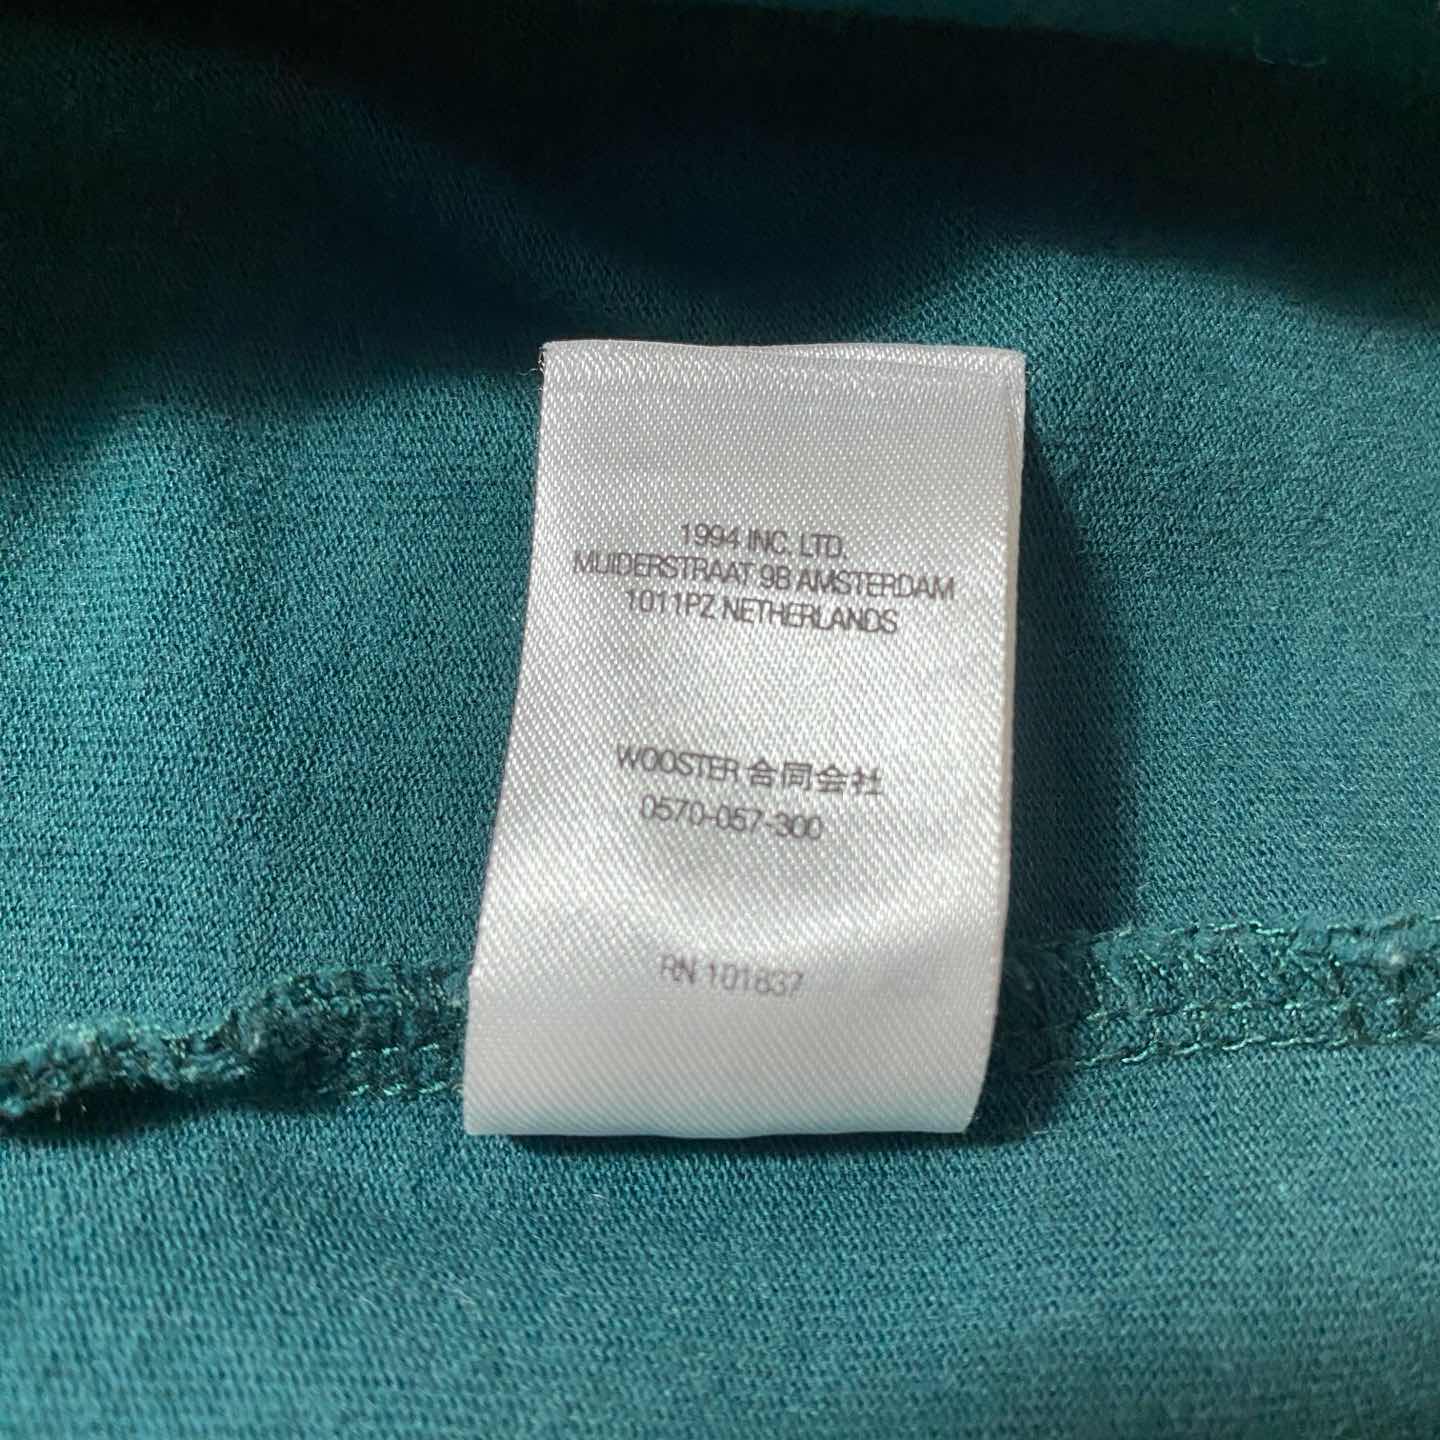 1994 INC. LTD.
MUIDERSTRAAT 9B AMSTERDAM
1011PZ NETHERLANDS
WOOSTER 合同会社
0570-057-300
RN 101837